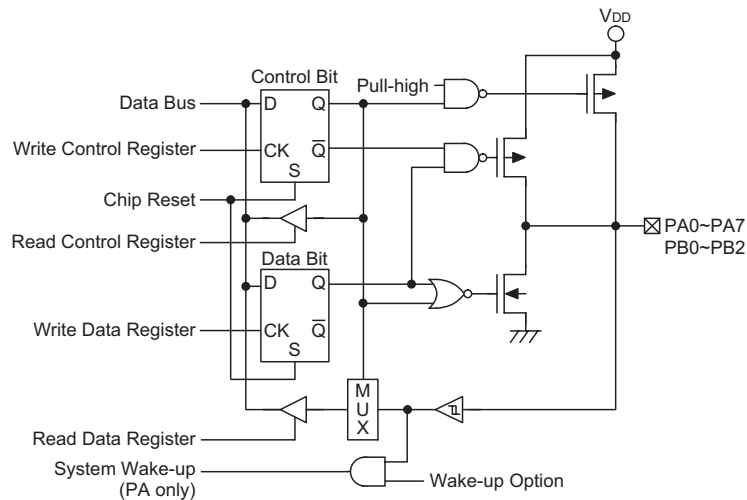 VDD
Control Bit
Pull-high
Data Bus
D
Q
Write Control Register
CK
Q
S
Chip Reset
PA0~PA7
PB0~PB2
Read Control Register
Data Bit
D
Q
Write Data Register
CK
Q
S
M
U
X
Read Data Register
System Wake-up
(PA only)
Wake-up Option